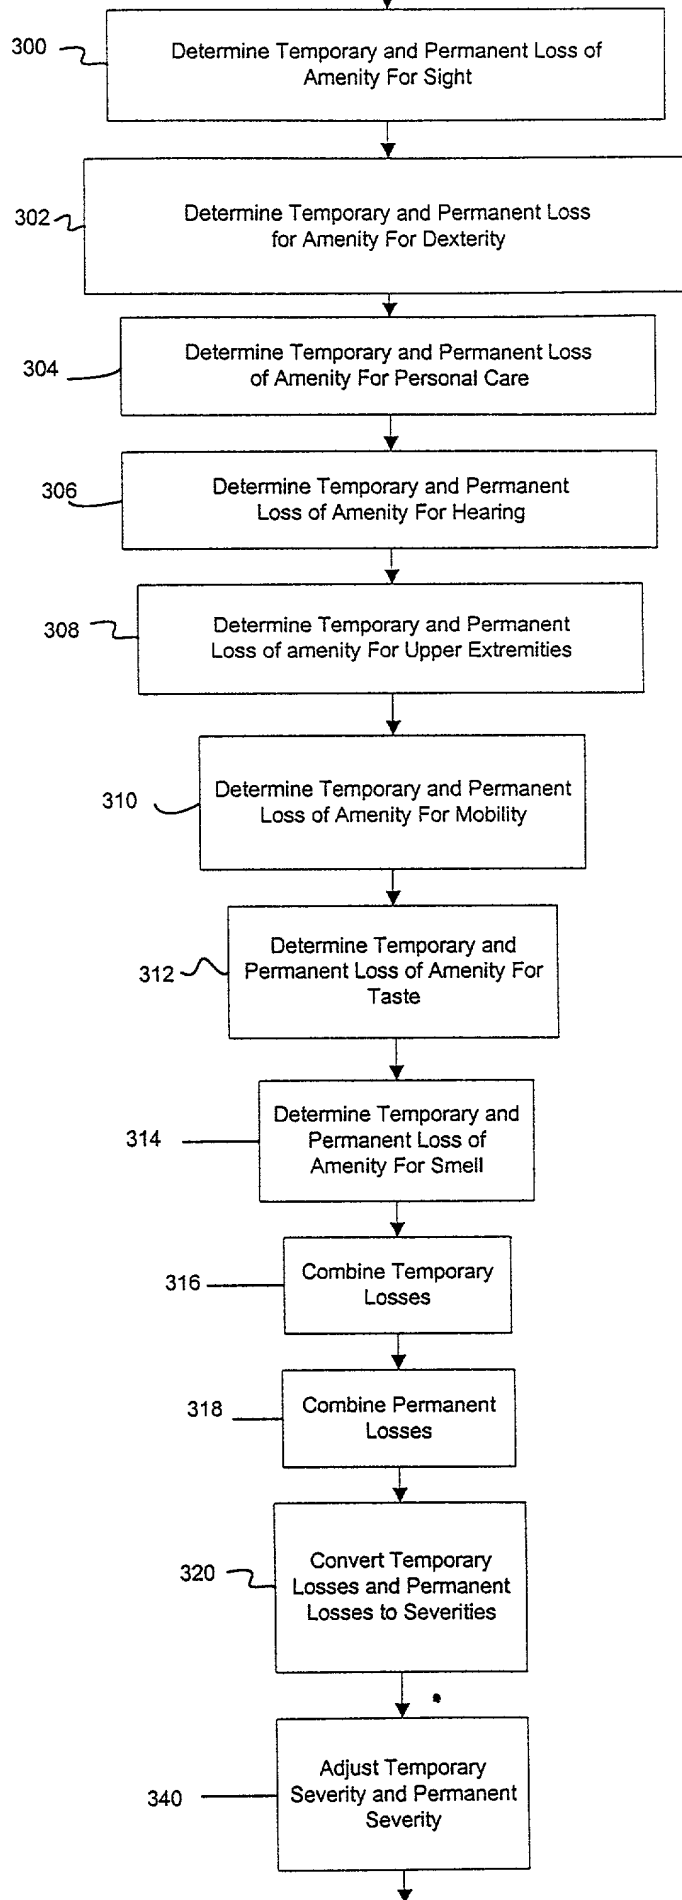 300
Determine Temporary and Permanent Loss of
Amenity For Sight
302
Determine Temporary and Permanent Loss
for Amenity For Dexterity
304
Determine Temporary and Permanent Loss
of Amenity For Personal Care
306
Determine Temporary and Permanent
Loss of Amenity For Hearing
308
Determine Temporary and Permanent
Loss of amenity For Upper Extremities
310
Determine Temporary and Permanent
Loss of Amenity For Mobility
312
Determine Temporary and
Permanent Loss of Amenity For
Taste
314
Determine Temporary and
Permanent Loss of
Amenity For Smell
316
Combine Temporary
Losses
318
Combine Permanent
Losses
320
Convert Temporary
Losses and Permanent
Losses to Severities
340
Adjust Temporary
Severity and Permanent
Severity